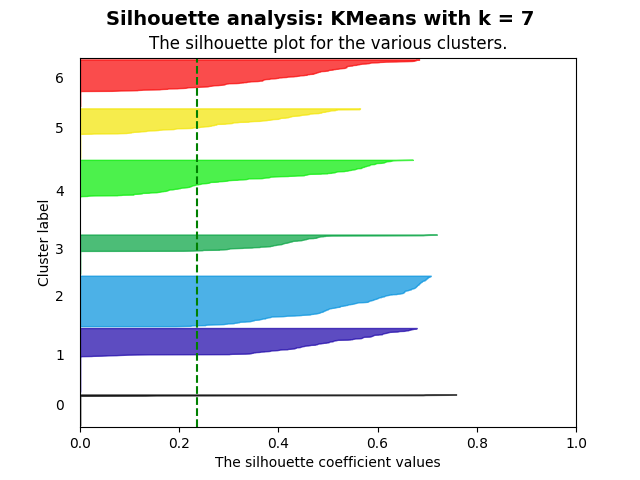 Silhouette analysis: KMeans with k = 7
The silhouette plot for the various clusters.
6
5
4
3
2
1
0
Cluster label
0.0 0.2 0.4 0.6 0.8 1.0
The silhouette coefficient values